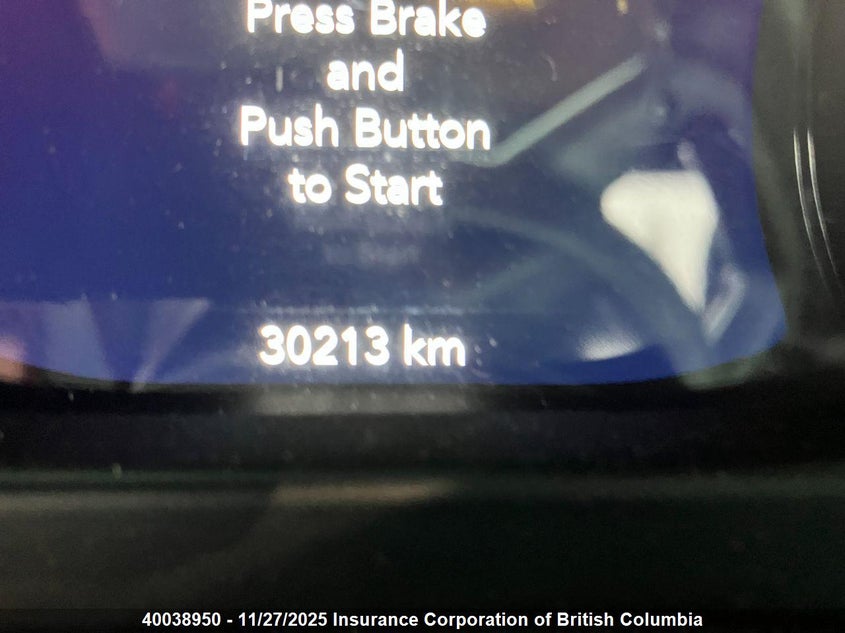 Press Brake
and
Push Button
to Start
30213 km
40038950 - 11/27/2025 Insurance Corporation of British Columbia